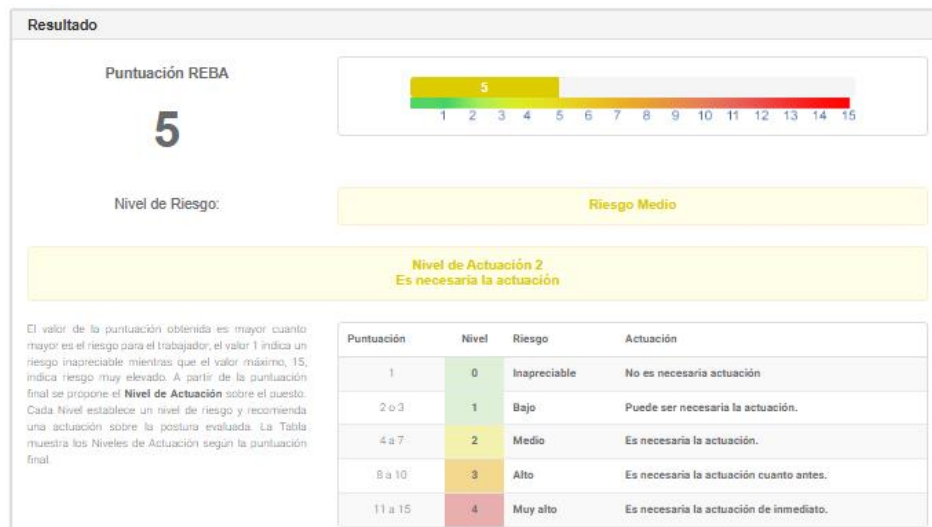 Resultado
Puntuación REBA
5
5
1 2 3 4 5 6 7 8 9 10 11 12 13 14 15
Nivel de Riesgo:
Riesgo Medio
Nivel de Actuación 2
Es necesaria la actuación
El valor de la puntuación obtenida es mayor cuanto
mayor es el riesgo para el trabajador; el valor 1 indica un
riesgo inapreciable mientras que el valor máximo, 15,
indica riesgo muy elevado. A partir de la puntuación
final se propone el Nivel de Actuación sobre el puesto.
Cada Nivel establece un nivel de riesgo y recomienda
una actuación sobre la postura evaluada. La Tabla
muestra los Niveles de Actuación según la puntuación
final.
Puntuación Nivel Riesgo Actuación
1 0 Inapreciable No es necesaria actuación
2 o 3 1 Bajo Puede ser necesaria la actuación.
4 a 7 2 Medio Es necesaria la actuación.
8 a 10 3 Alto Es necesaria la actuación cuanto antes.
11 a 15 4 Muy alto Es necesaria la actuación de inmediato.